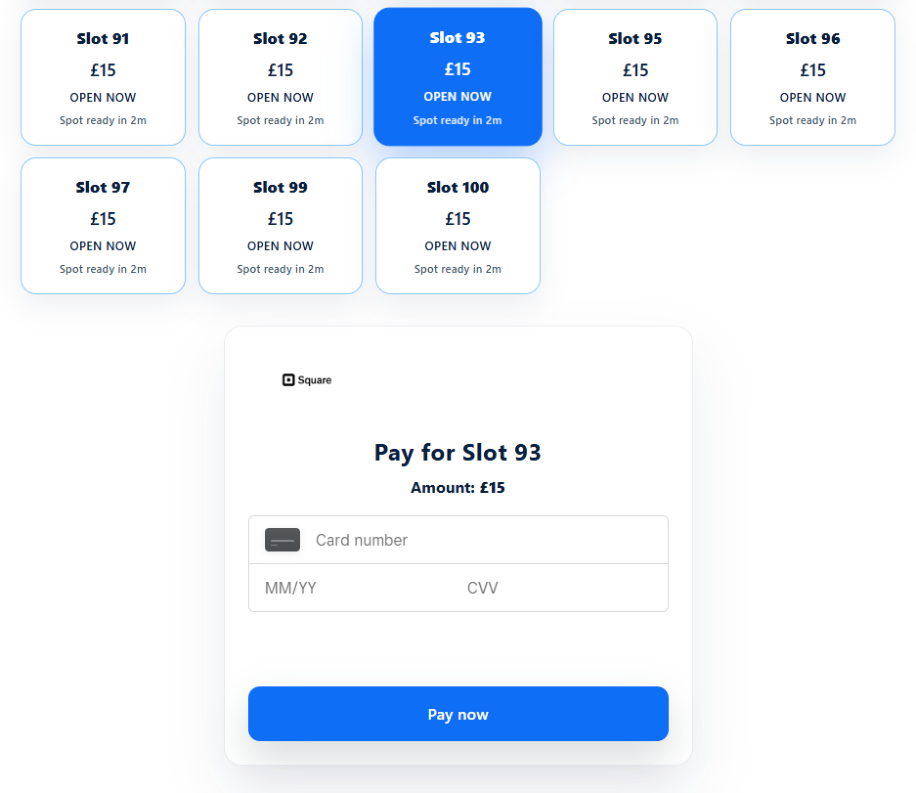 Slot 91
£15
OPEN NOW
Spot ready in 2m
Slot 92
£15
OPEN NOW
Spot ready in 2m
Slot 93
£15
OPEN NOW
Spot ready in 2m
Slot 95
£15
OPEN NOW
Spot ready in 2m
Slot 96
£15
OPEN NOW
Spot ready in 2m
Slot 97
£15
OPEN NOW
Spot ready in 2m
Slot 99
£15
OPEN NOW
Spot ready in 2m
Slot 100
£15
OPEN NOW
Spot ready in 2m
Square
Pay for Slot 93
Amount: £15
Card number
MM/YY CVV
Pay now